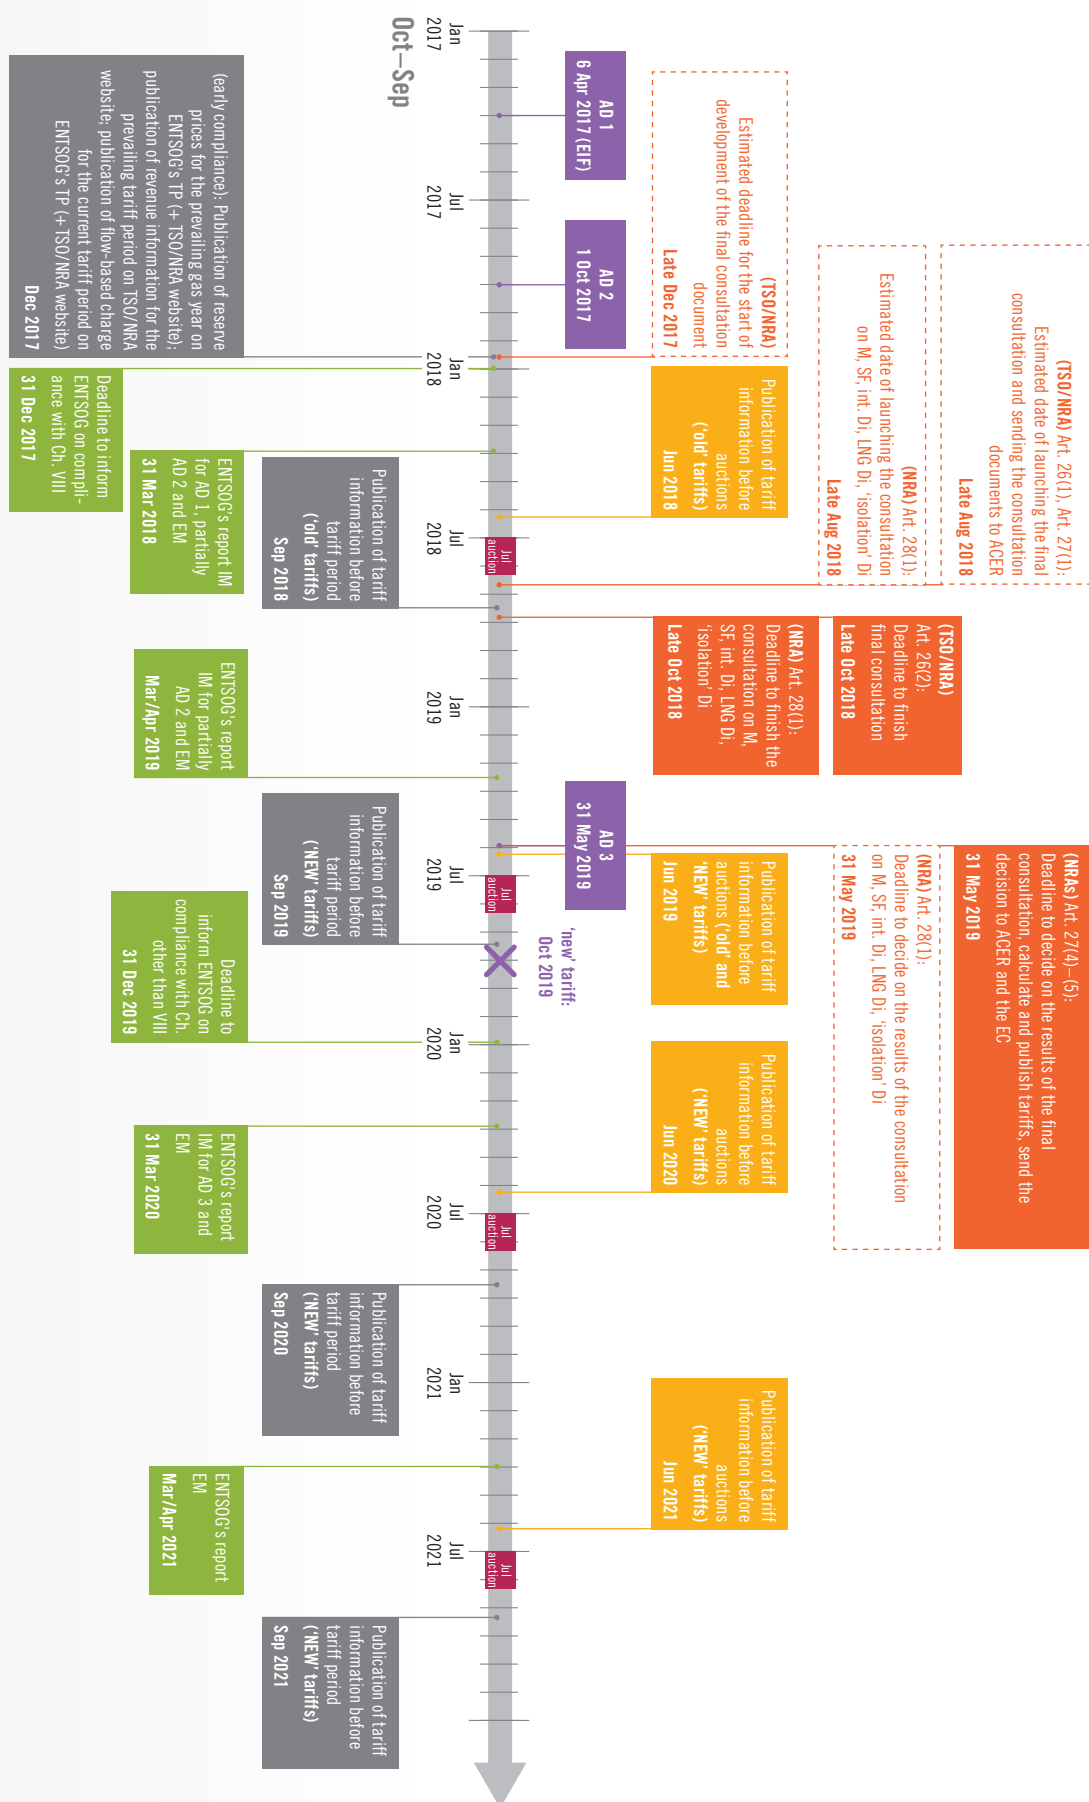 (TSO/NRA) Art. 26(1), Art. 27(1):
Estimated date of launching the final
consultation and sending the consultation
documents to ACER
Late Aug 2018
(NRA) Art. 28(1):
Estimated date of launching the consultation
on M, SF, int. Di, LNG Di, 'isolation' Di
Late Aug 2018
(TSO/NRA)
Estimated deadline for the start of
development of the final consultation
document
Late Dec 2017
(NRAs) Art. 27(4)–(5):
Deadline to decide on the results of the final
consultation, calculate and publish tariffs, send the
decision to ACER and the EC
31 May 2019
(NRA) Art. 28(1):
Deadline to decide on the results of the consultation
on M, SF, int. Di, LNG Di, 'isolation' Di
31 May 2019
(TSO/NRA)
Art. 26(2):
Deadline to finish
final consultation
Late Oct 2018
(NRA) Art. 28(1):
Deadline to finish the
consultation on M,
SF, int. Di, LNG Di,
'isolation' Di
Late Oct 2018
Publication of tariff
information before
auctions
('old' tariffs)
Jun 2018
Publication of tariff
information before
auctions ('old' and
'NEW' tariffs)
Jun 2019
Publication of tariff
information before
auctions
('NEW' tariffs)
Jun 2020
Publication of tariff
information before
auctions
('NEW' tariffs)
Jun 2021
AD 1
6 Apr 2017 (EIF)
AD 2
1 Oct 2017
AD 3
31 May 2019
'new' tariff:
Oct 2019
Jul
auction
Jul
auction
Jul
auction
Jul
auction
Jan
2017
Jul
2017
Jan
2018
Jul
2018
Jan
2019
Jul
2019
Jan
2020
Jul
2020
Jan
2021
Jul
2021
Oct–Sep
(early compliance): Publication of reserve
prices for the prevailing gas year on
ENTSOG's TP (+ TSO/NRA website);
publication of revenue information for the
prevailing tariff period on TSO/NRA
website; publication of flow-based charge
for the current tariff period on
ENTSOG's TP (+ TSO/NRA website)
Dec 2017
Publication of tariff
information before
tariff period
('old' tariffs)
Sep 2018
Publication of tariff
information before
tariff period
('NEW' tariffs)
Sep 2019
Publication of tariff
information before
tariff period
('NEW' tariffs)
Sep 2020
Publication of tariff
information before
tariff period
('NEW' tariffs)
Sep 2021
Deadline to inform
ENTSOG on compli-
ance with Ch. VIII
31 Dec 2017
ENTSOG's report IM
for AD 1, partially
AD 2 and EM
31 Mar 2018
ENTSOG's report
IM for partially
AD 2 and EM
Mar/Apr 2019
Deadline to
inform ENTSOG on
compliance with Ch.
other than VIII
31 Dec 2019
ENTSOG's report
IM for AD 3 and
EM
31 Mar 2020
ENTSOG's report
EM
Mar/Apr 2021